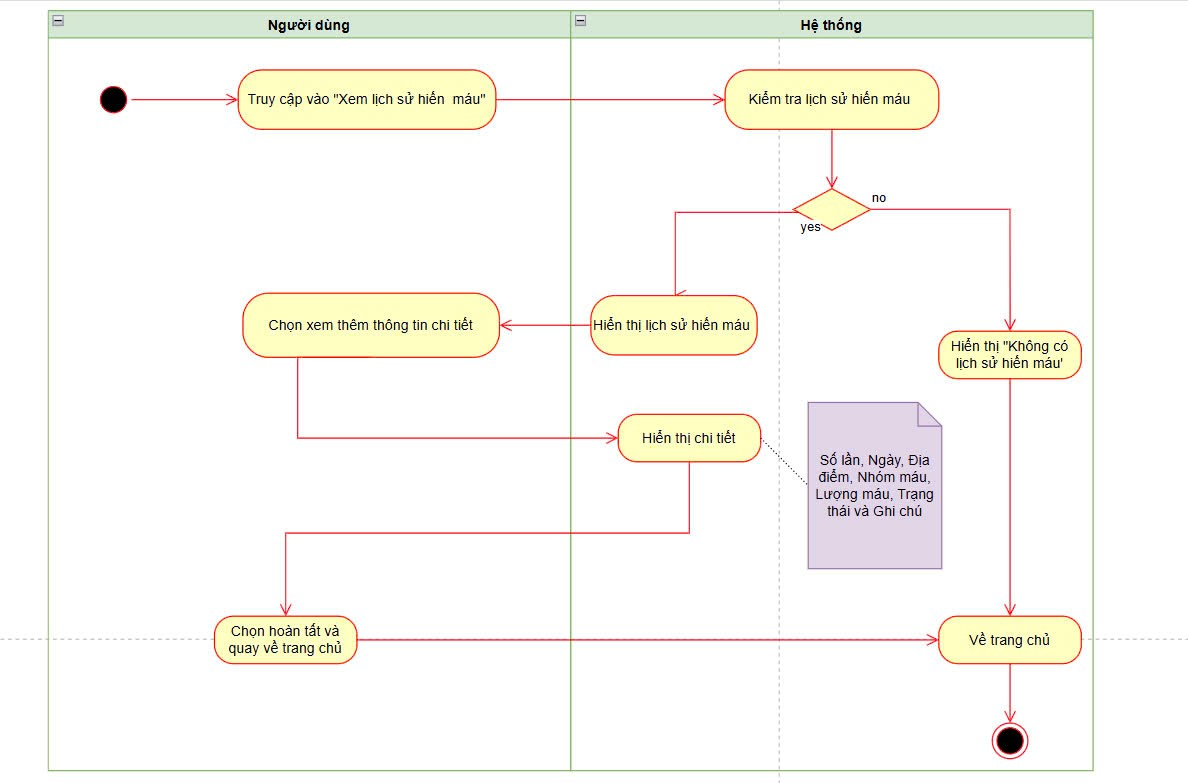 Người dùng
Hệ thống
Truy cập vào "Xem lịch sử hiến  máu"
Kiểm tra lịch sử hiến máu
no
yes
Chọn xem thêm thông tin chi tiết
Hiển thị lịch sử hiến máu
Hiển thị "Không có
lịch sử hiến máu'
Hiển thị chi tiết
Số lần, Ngày, Địa
điểm, Nhóm máu,
Lượng máu, Trạng
thái và Ghi chú
Chọn hoàn tất và
quay về trang chủ
Về trang chủ